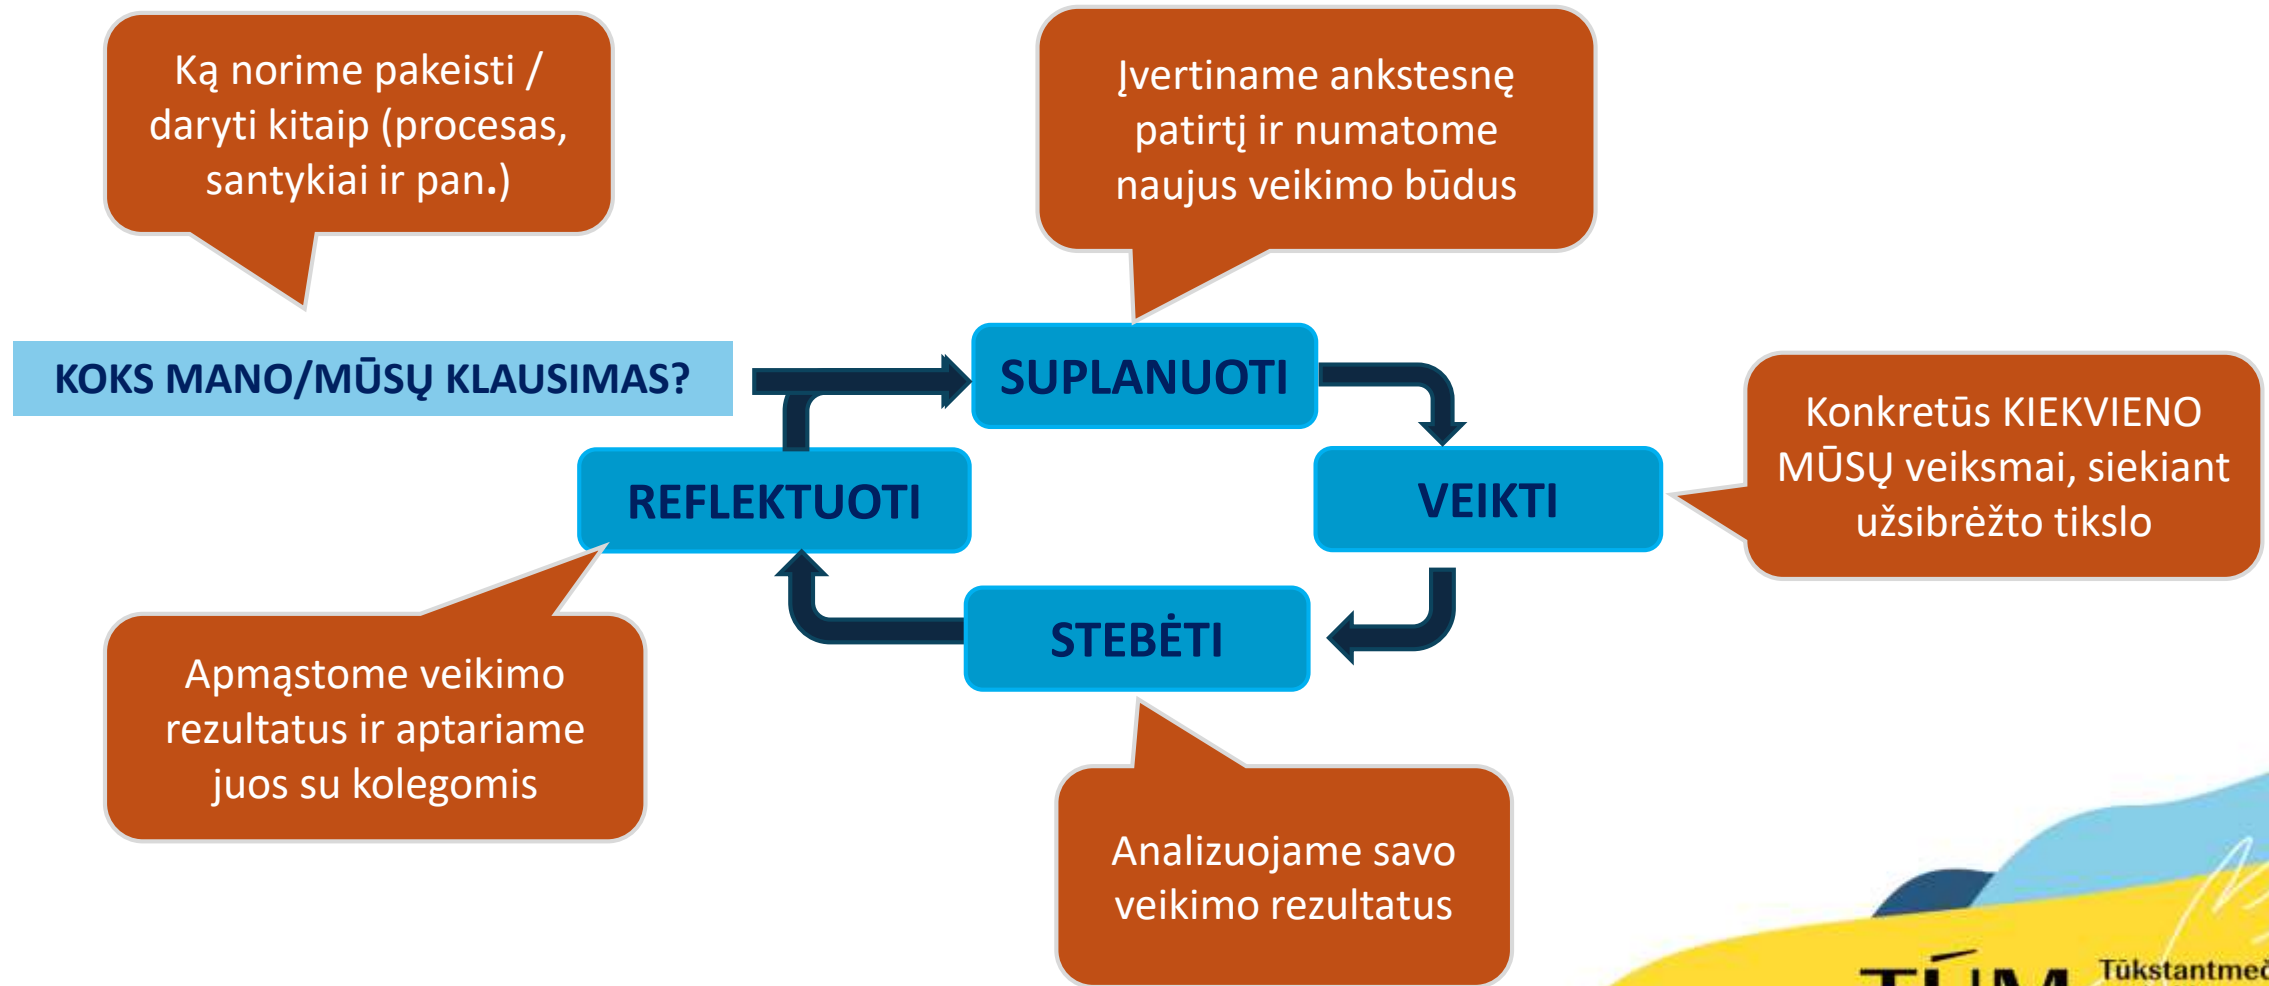 Ką norime pakeisti /
daryti kitaip (procesas,
santykiai ir pan.)
Įvertiname ankstesnę
patirtį ir numatome
naujus veikimo būdus
KOKS MANO/MŪSŲ KLAUSIMAS?
SUPLANUOTI
Konkretūs KIEKVIENO
MŪSŲ veiksmai, siekiant
užsibrėžto tikslo
REFLEKTUOTI
VEIKTI
STEBĖTI
Apmąstome veikimo
rezultatus ir aptariame
juos su kolegomis
Analizuojame savo
veikimo rezultatus